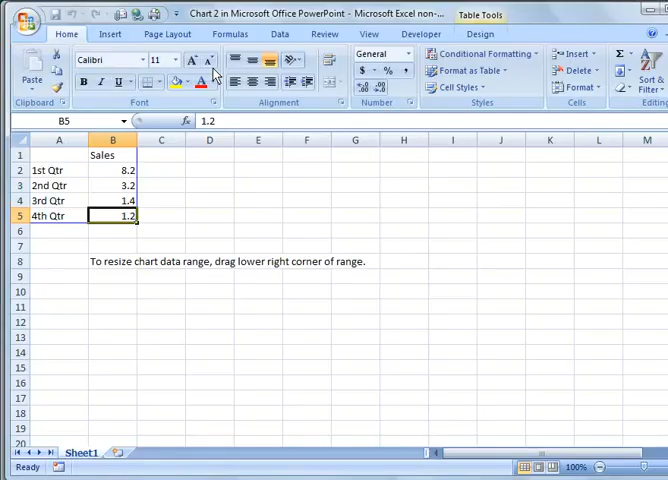 Chart 2 in Microsoft Office PowerPoint - Microsoft Excel non-...
Table Tools
Home Insert Page Layout Formulas Data Review View Developer Design
Calibri 11 A A General Conditional Formatting Insert Σ
Paste B I U A $ % , Format as Table Delete Sort &
Cell Styles Format Filter
Clipboard Font Alignment Number Styles Cells
B5 fx 1.2
A B C D E F G H I J K L M
1 Sales
2 1st Qtr 8.2
3 2nd Qtr 3.2
4 3rd Qtr 1.4
5 4th Qtr 1.2
6
7
8 To resize chart data range, drag lower right corner of range.
9
10
11
12
13
14
15
16
17
18
19
20
Sheet1
Ready 100%